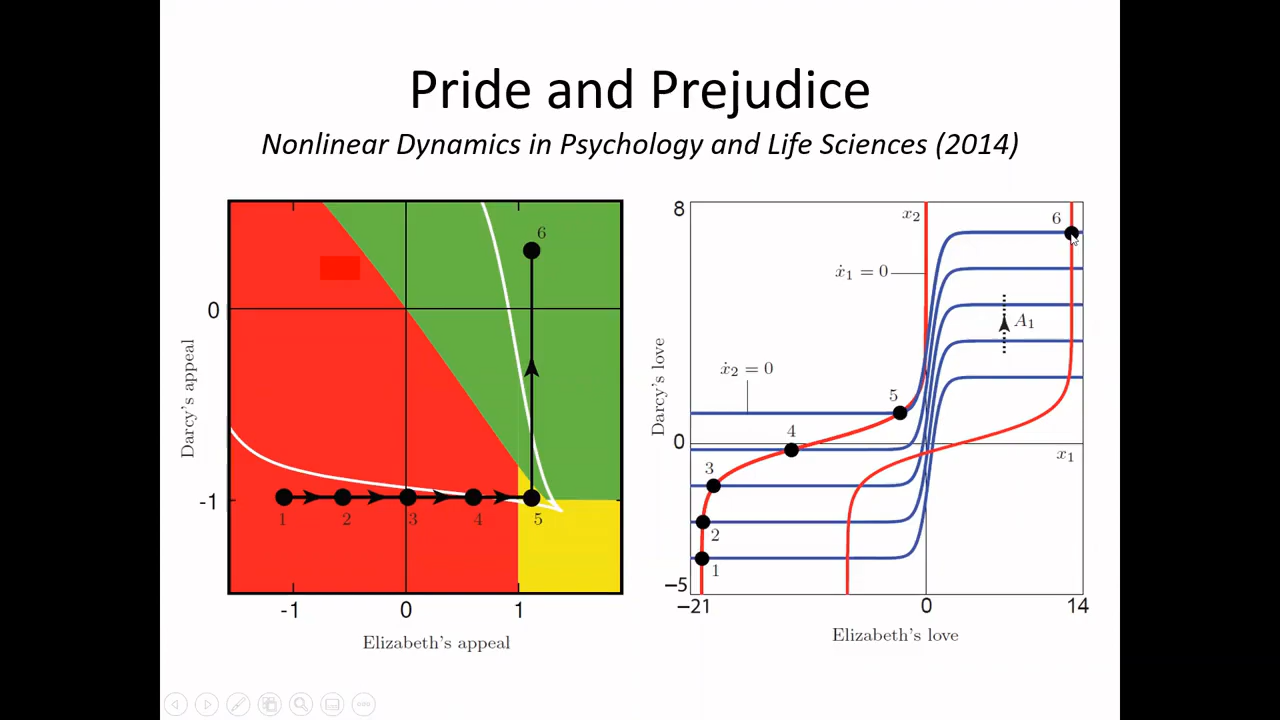 Pride and Prejudice
Nonlinear Dynamics in Psychology and Life Sciences (2014)
Darcy's appeal
0
-1
6
1
2
3
4
5
-1
0
1
Elizabeth's appeal
Darcy's love
8
0
−5
x₂
ẋ₁ = 0
6
A₁
ẋ₂ = 0
5
4
3
2
1
x₁
−21
0
14
Elizabeth's love